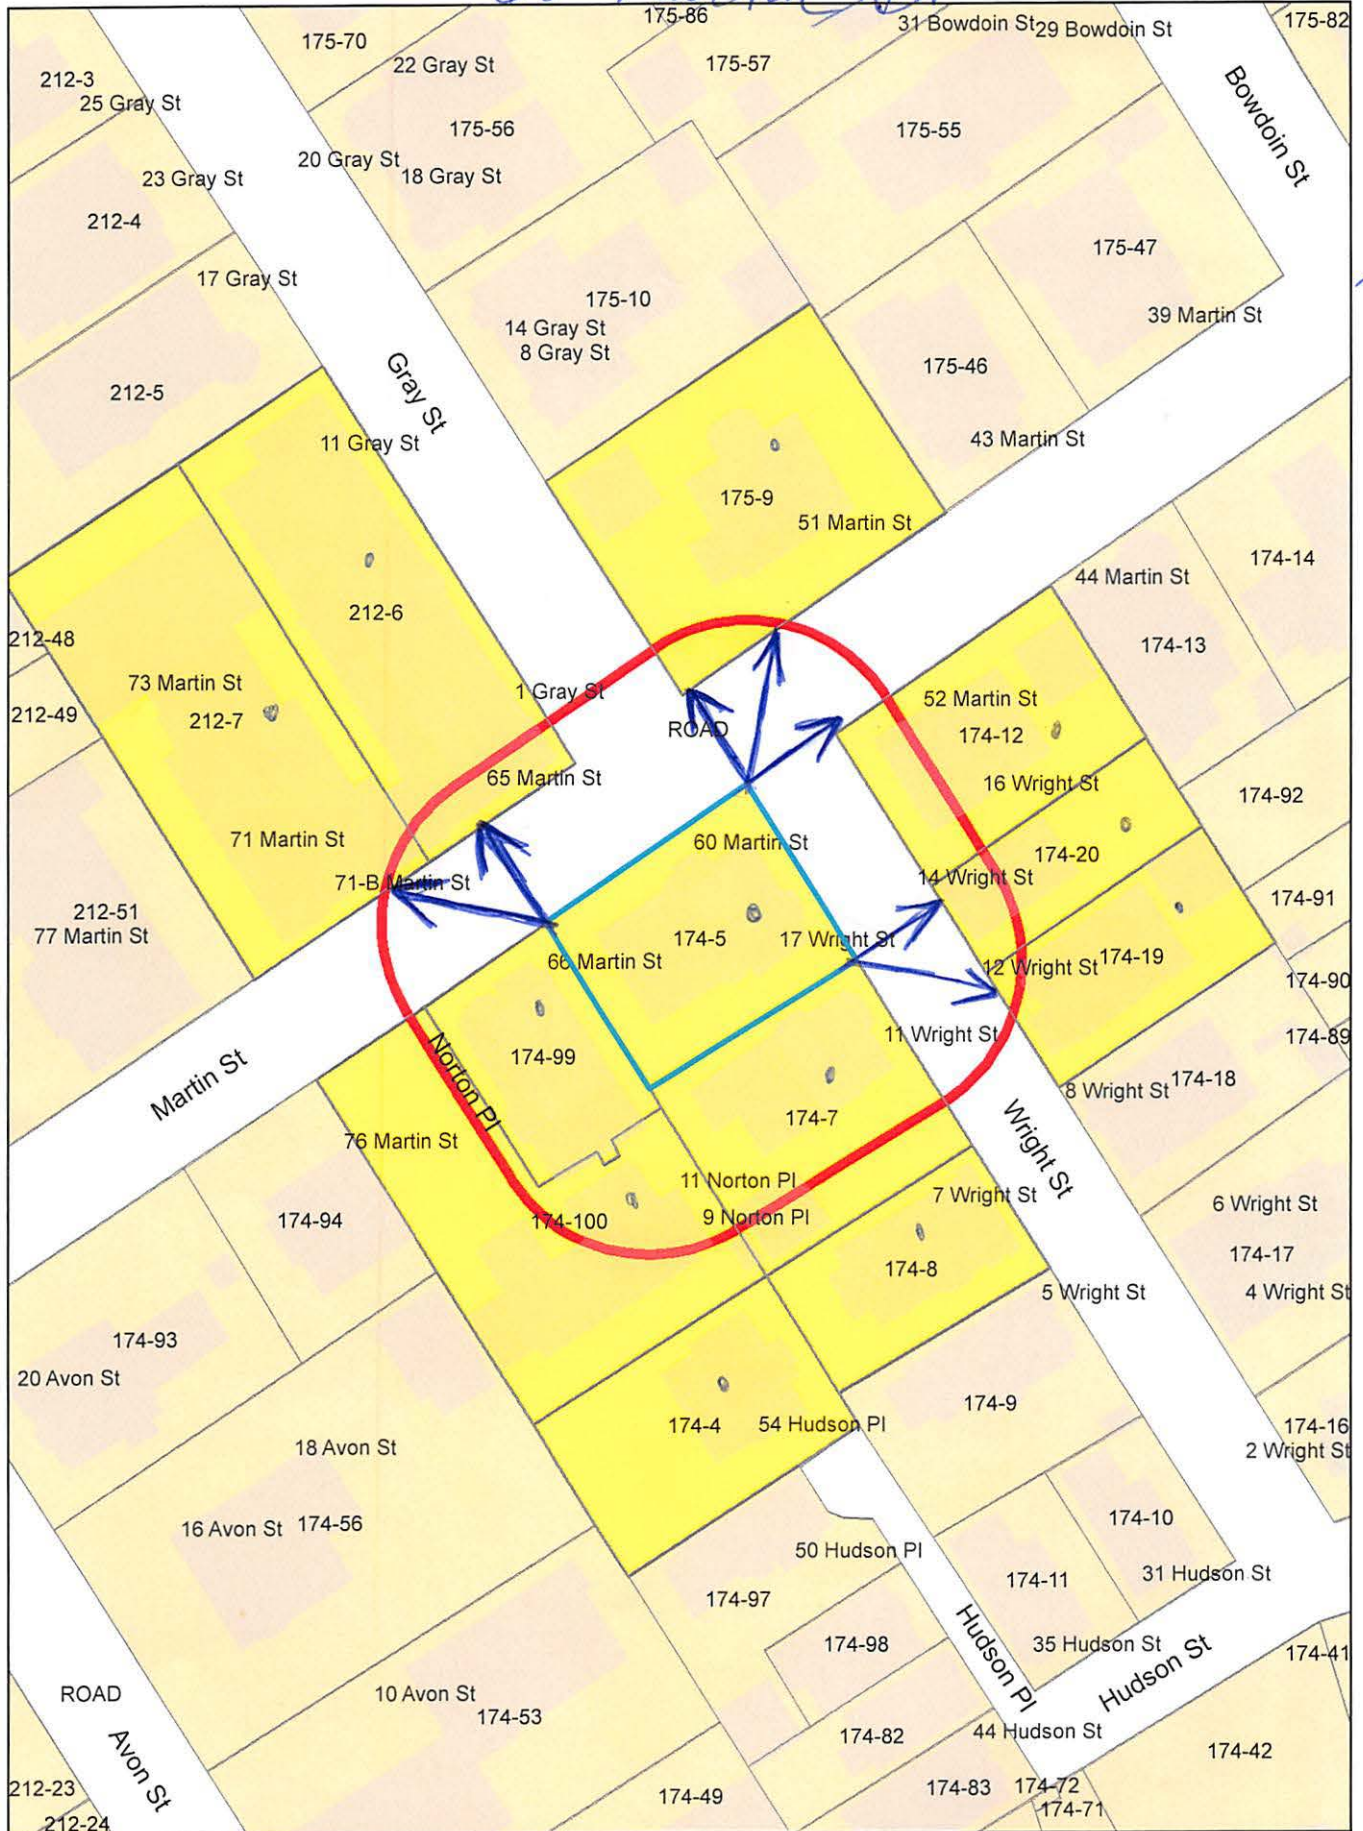 175-86
31 Bowdoin St
29 Bowdoin St
175-82
175-70
22 Gray St
175-57
212-3
25 Gray St
175-56
175-55
Bowdoin St
20 Gray St
18 Gray St
23 Gray St
212-4
175-47
17 Gray St
175-10
14 Gray St
8 Gray St
39 Martin St
Gray St
175-46
212-5
11 Gray St
43 Martin St
175-9
51 Martin St
174-14
44 Martin St
212-6
212-48
174-13
73 Martin St
1 Gray St
52 Martin St
212-49
212-7
ROAD
174-12
65 Martin St
16 Wright St
174-92
71 Martin St
60 Martin St
174-20
71-B Martin St
14 Wright St
174-91
212-51
77 Martin St
174-5
17 Wright St
66 Martin St
12 Wright St
174-19
174-90
11 Wright St
174-89
174-99
Norton Pl
Martin St
174-18
8 Wright St
174-7
76 Martin St
Wright St
11 Norton Pl
7 Wright St
6 Wright St
174-94
174-100
9 Norton Pl
174-17
174-8
5 Wright St
4 Wright St
174-93
20 Avon St
174-9
174-4
54 Hudson Pl
174-16
18 Avon St
2 Wright St
16 Avon St
174-56
174-10
50 Hudson Pl
31 Hudson St
174-11
174-97
174-98
35 Hudson St
Hudson Pl
Hudson St
174-41
ROAD
10 Avon St
174-53
174-82
44 Hudson St
174-42
Avon St
212-23
174-49
174-83
174-72
174-71
212-24